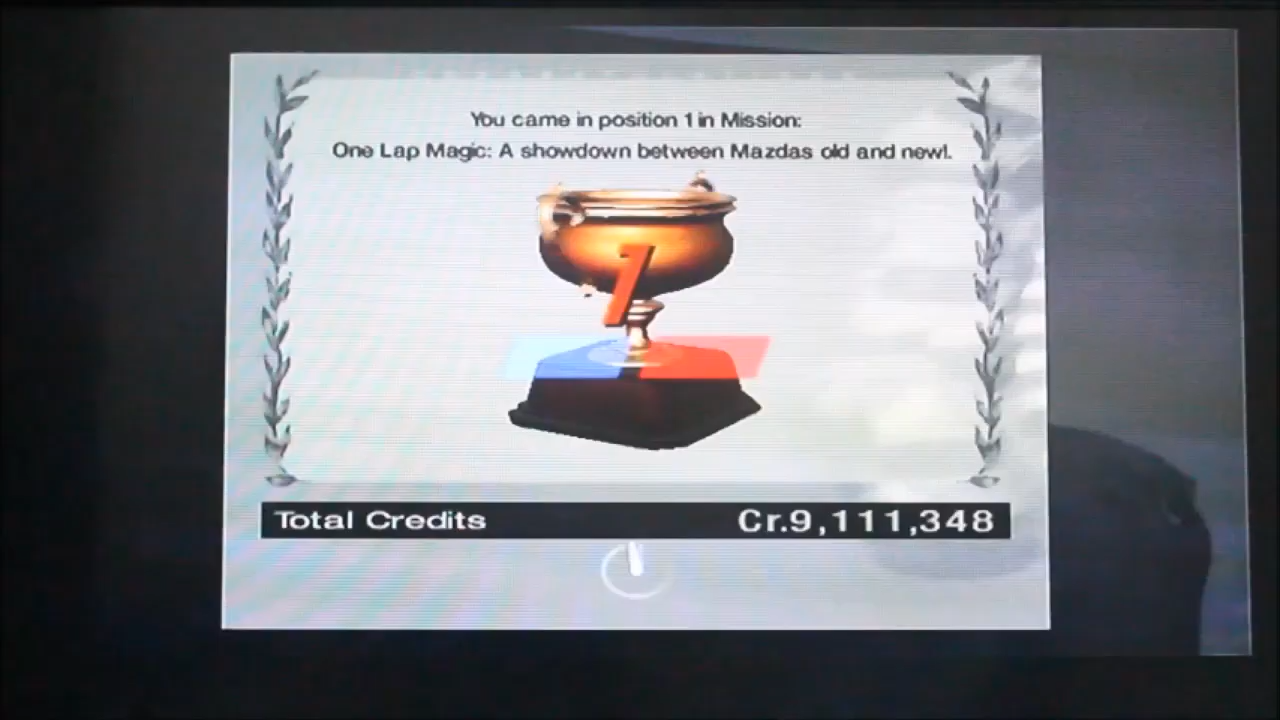 You came in position 1 in Mission:
One Lap Magic: A showdown between Mazdas old and new!.
1
Total Credits Cr.9,111,348